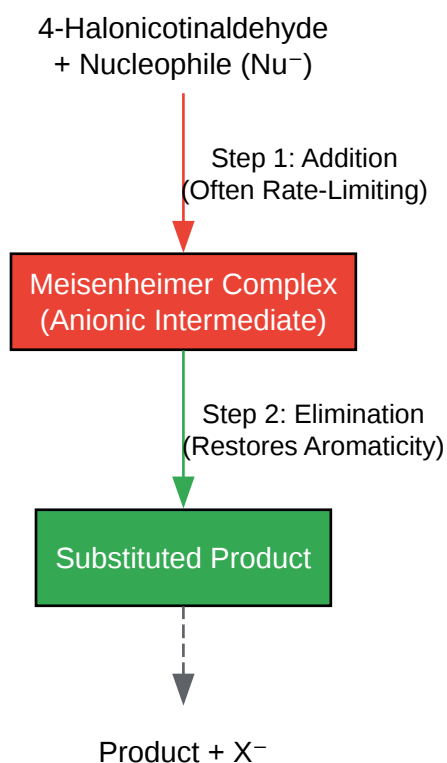 4-Halonicotinaldehyde
+ Nucleophile (Nu⁻)
Step 1: Addition
(Often Rate-Limiting)
Meisenheimer Complex
(Anionic Intermediate)
Step 2: Elimination
(Restores Aromaticity)
Substituted Product
Product + X⁻